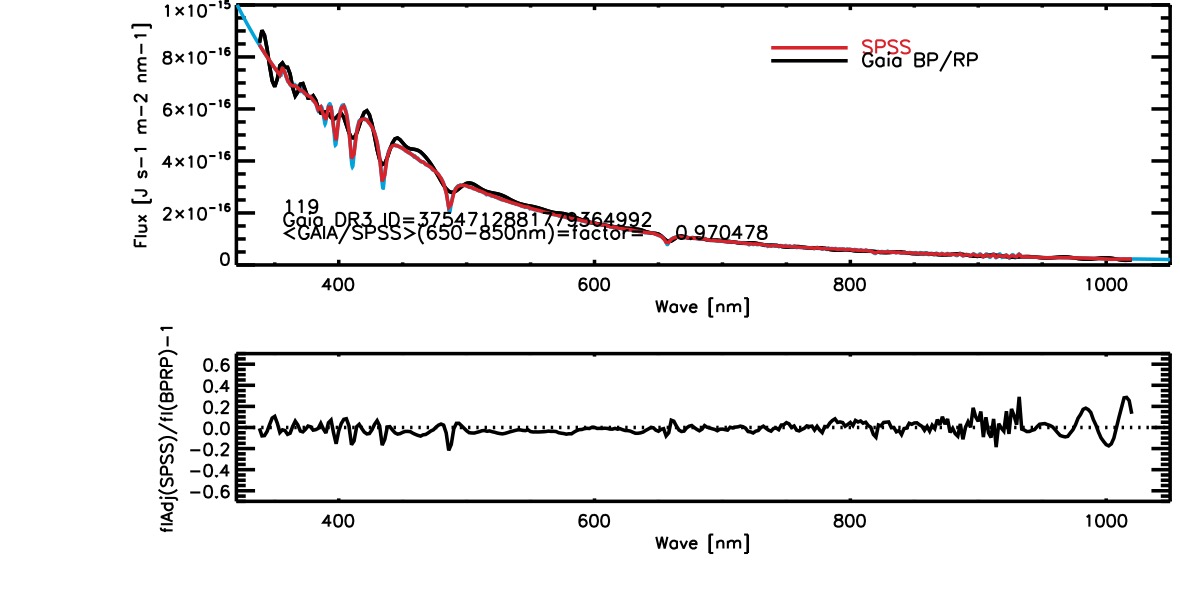 1×10−15
8×10−16
6×10−16
4×10−16
2×10−16
0
Flux [J s−1 m−2 nm−1]
SPSS
Gaia BP/RP
119
Gaia DR3 ID=3754712881779364992
<GAIA/SPSS>(650−850nm)=factor= 0.970478
400 600 800 1000
Wave [nm]
flAdj(SPSS)/fl(BPRP)−1
0.6
0.4
0.2
0.0
−0.2
−0.4
−0.6
400 600 800 1000
Wave [nm]